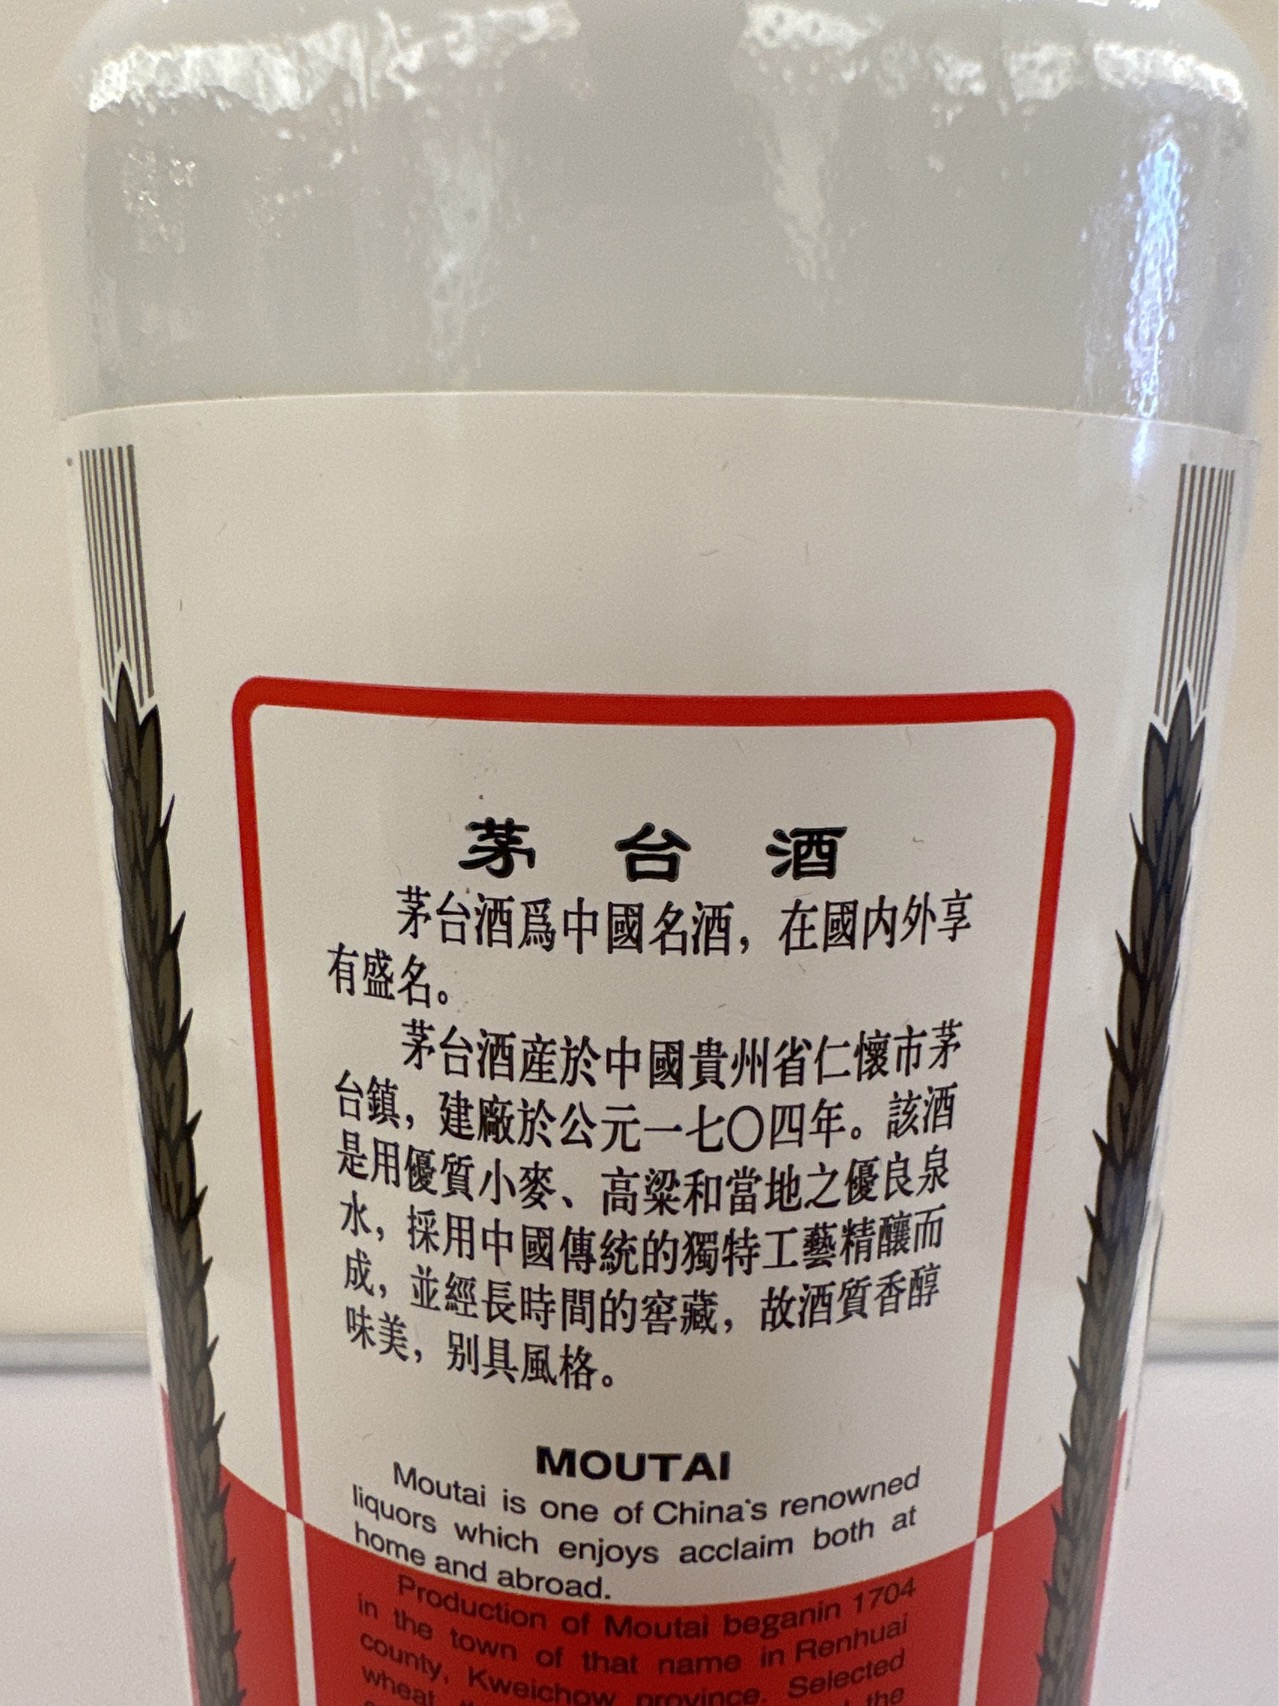 茅台酒
茅台酒爲中國名酒，在國内外享
有盛名。
茅台酒産於中國貴州省仁懷市茅
台鎮，建廠於公元一七〇四年。該酒
是用優質小麥、高粱和當地之優良泉
水，採用中國傳統的獨特工藝精釀而
成，並經長時間的窖藏，故酒質香醇
味美，别具風格。
MOUTAI
Moutai is one of China's renowned
liquors which enjoys acclaim both at
home and abroad.
Production of Moutai beganin 1704
in the town of that name in Renhuai
county, Kweichow province. Selected
wheat, the